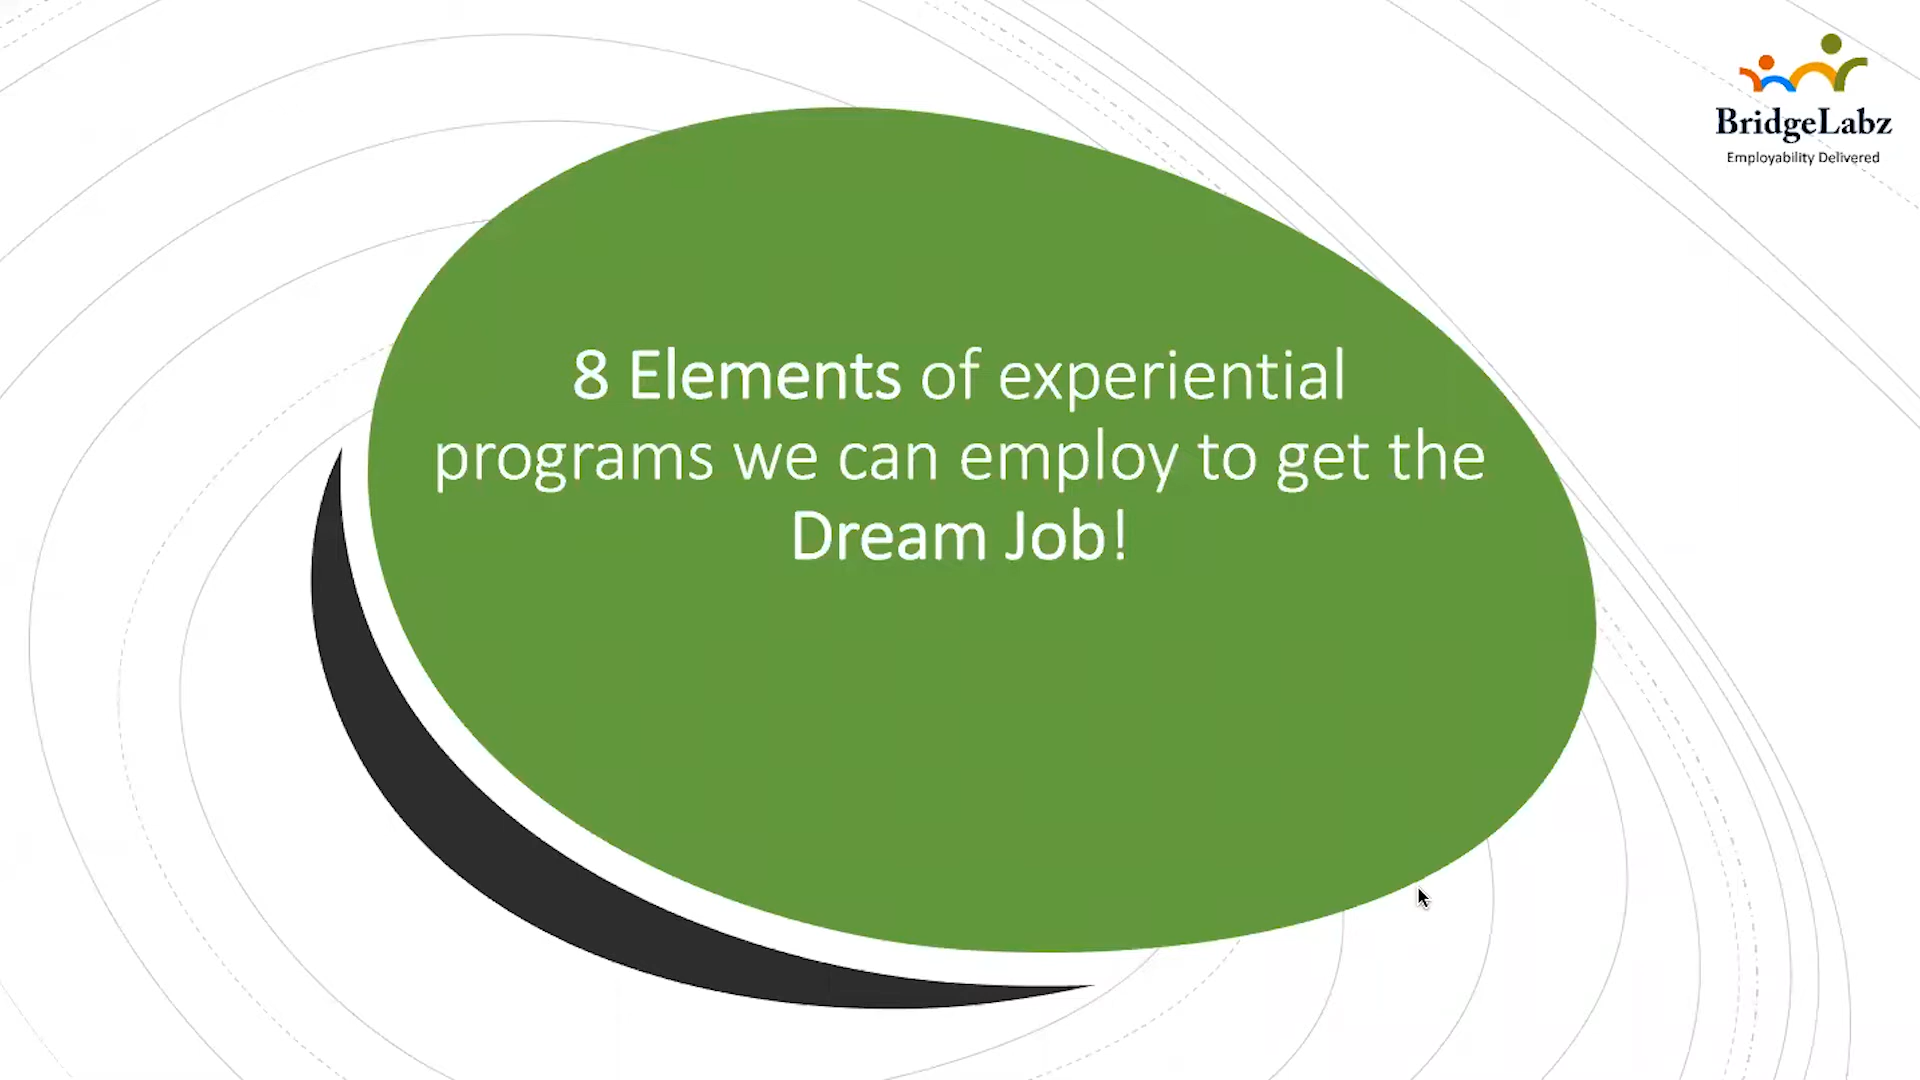 BridgeLabz
Employability Delivered
8 Elements of experiential
programs we can employ to get the
Dream Job!